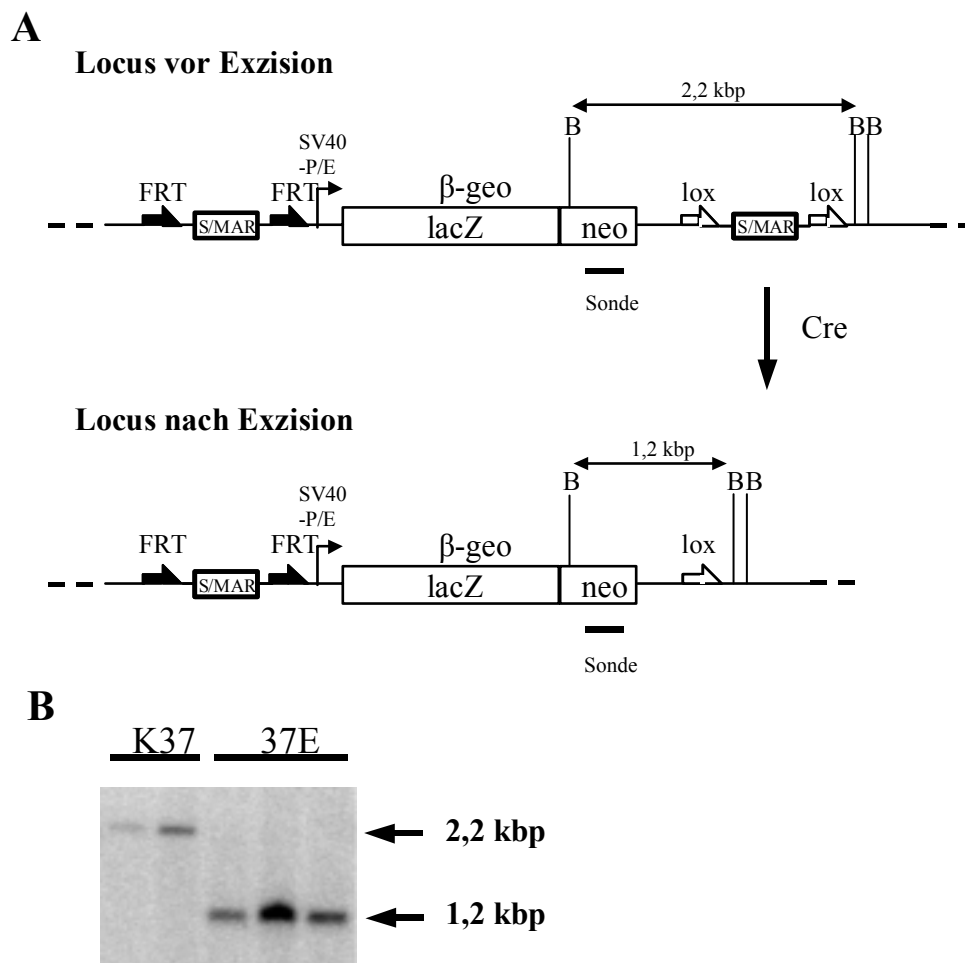 A
Locus vor Exzision
2,2 kbp
B
BB
SV40
-P/E
FRT
FRT
β-geo
lox
lox
S/MAR
lacZ
neo
S/MAR
Sonde
Cre
Locus nach Exzision
1,2 kbp
B
BB
SV40
-P/E
FRT
FRT
β-geo
lox
S/MAR
lacZ
neo
Sonde
B
K37
37E
2,2 kbp
1,2 kbp